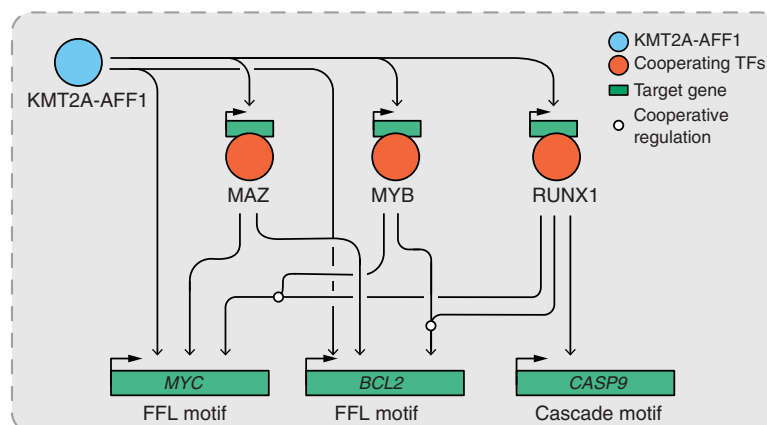 KMT2A-AFF1
Cooperating TFs
Target gene
Cooperative
regulation
KMT2A-AFF1
MAZ
MYB
RUNX1
MYC
BCL2
CASP9
FFL motif
FFL motif
Cascade motif